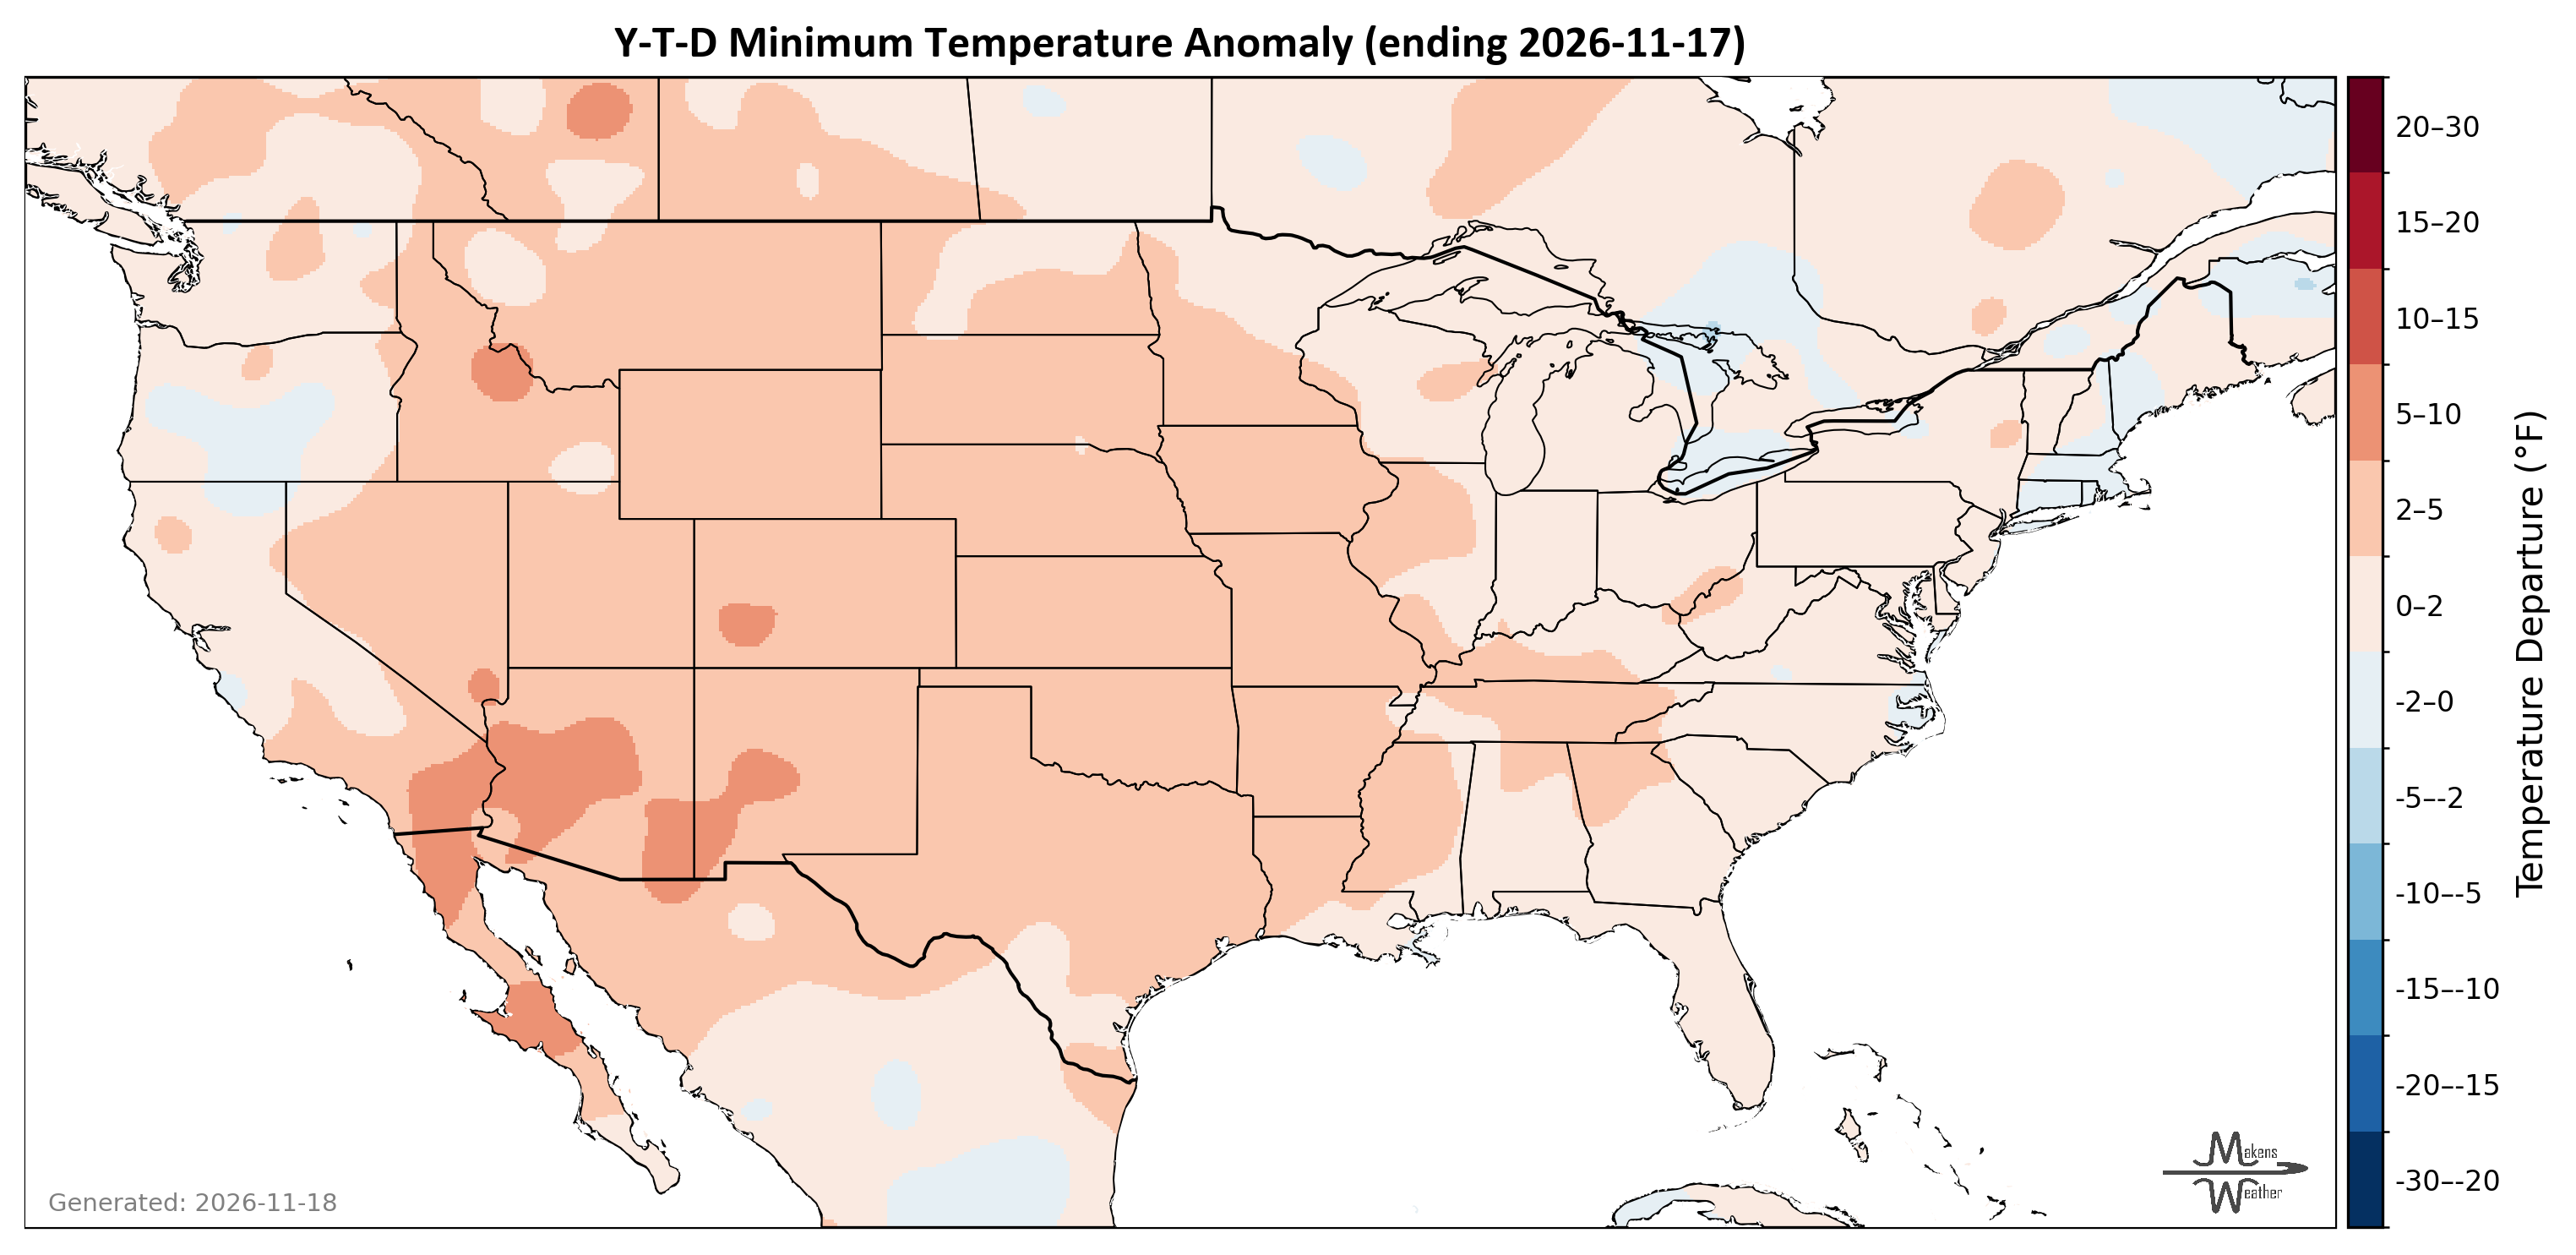 Y-T-D Minimum Temperature Anomaly (ending 2026-11-17)
20–30
15–20
10–15
5–10
2–5
0–2
-2–0
-5–-2
-10–-5
-15–-10
-20–-15
-30–-20
Temperature Departure (°F)
Generated: 2026-11-18
Makens
Weather